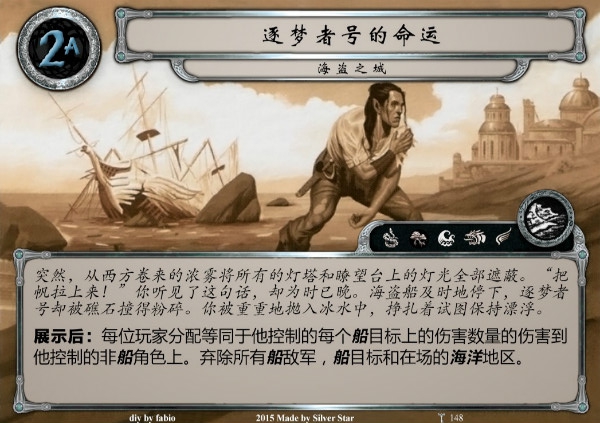 2A
逐梦者号的命运
海盗之城
突然，从西方卷来的浓雾将所有的灯塔和瞭望台上的灯光全部遮蔽。“把
帆拉上来！”你听见了这句话，却为时已晚。海盗船及时地停下，逐梦者
号却被礁石撞得粉碎。你被重重地抛入冰水中，挣扎着试图保持漂浮。
展示后：每位玩家分配等同于他控制的每个船目标上的伤害数量的伤害到
他控制的非船角色上。弃除所有船敌军，船目标和在场的海洋地区。
diy by fabio
2015 Made by Silver Star
148